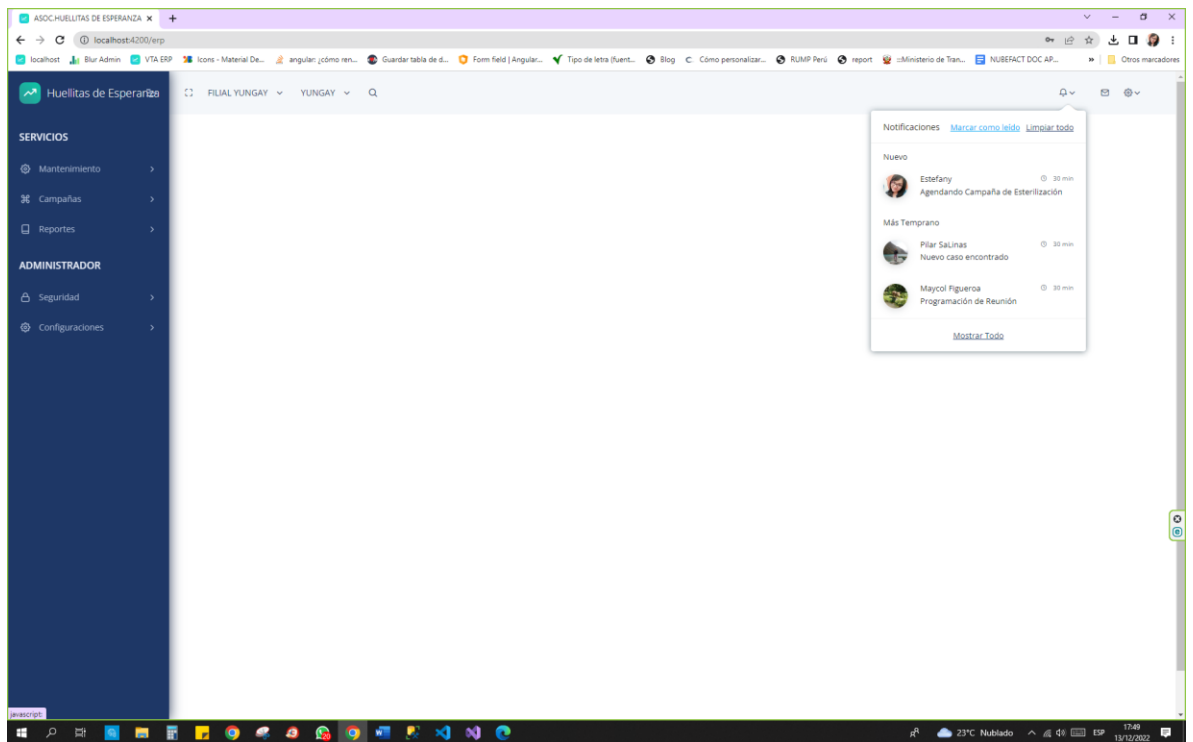 ASOC.HUELLITAS DE ESPERANZA
localhost:4200/erp
localhost Blur Admin VTA ERP Icons - Material De... angular: ¿cómo ren... Guardar tabla de d... Form field | Angular... Tipo de letra (fuent... Blog Cómo personalizar... RUMP Perú report ::Ministerio de Tran... NUBEFACT DOC AP... » Otros marcadores
Huellitas de Esperanza FILIAL YUNGAY YUNGAY
SERVICIOS
Mantenimiento
Campañas
Reportes
ADMINISTRADOR
Seguridad
Configuraciones
Notificaciones Marcar como leído Limpiar todo
Nuevo
Estefany 30 min
Agendando Campaña de Esterilización
Más Temprano
Pilar SaLinas 30 min
Nuevo caso encontrado
Maycol Figueroa 30 min
Programación de Reunión
Mostrar Todo
javascript:
20
23°C Nublado ESP 17:49
13/12/2022